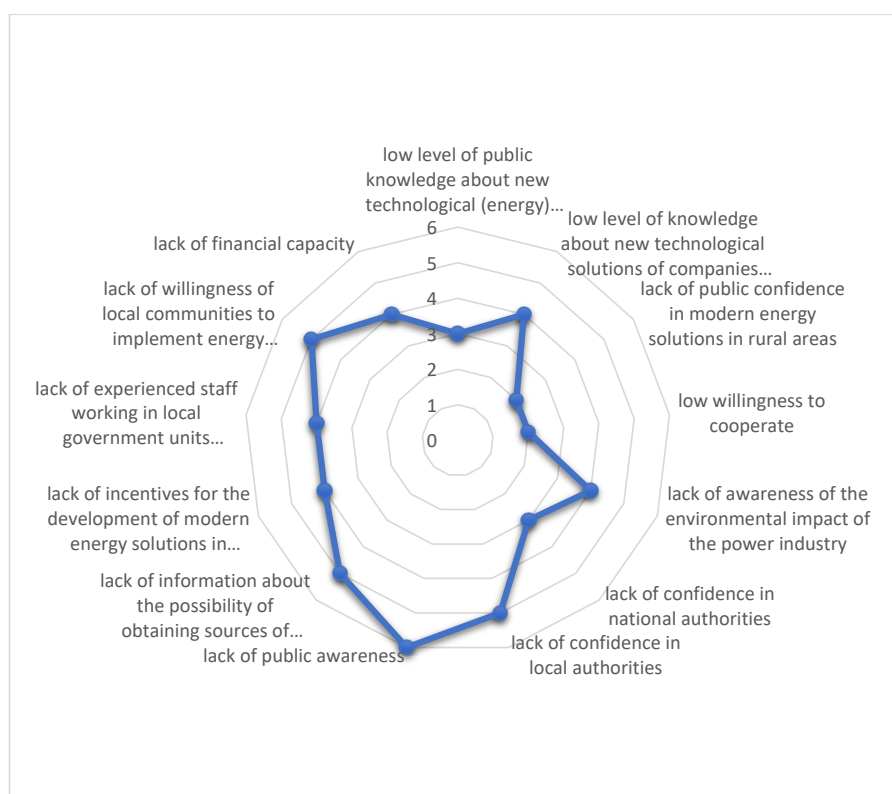 low level of public
knowledge about new
technological (energy)...
low level of knowledge
about new technological
solutions of companies...
lack of public confidence
in modern energy
solutions in rural areas
low willingness to
cooperate
lack of awareness of the
environmental impact of
the power industry
lack of confidence in
national authorities
lack of confidence in
local authorities
lack of public awareness
lack of information about
the possibility of
obtaining sources of...
lack of incentives for the
development of modern
energy solutions in...
lack of experienced staff
working in local
government units...
lack of willingness of
local communities to
implement energy...
lack of financial capacity
6
5
4
3
2
1
0